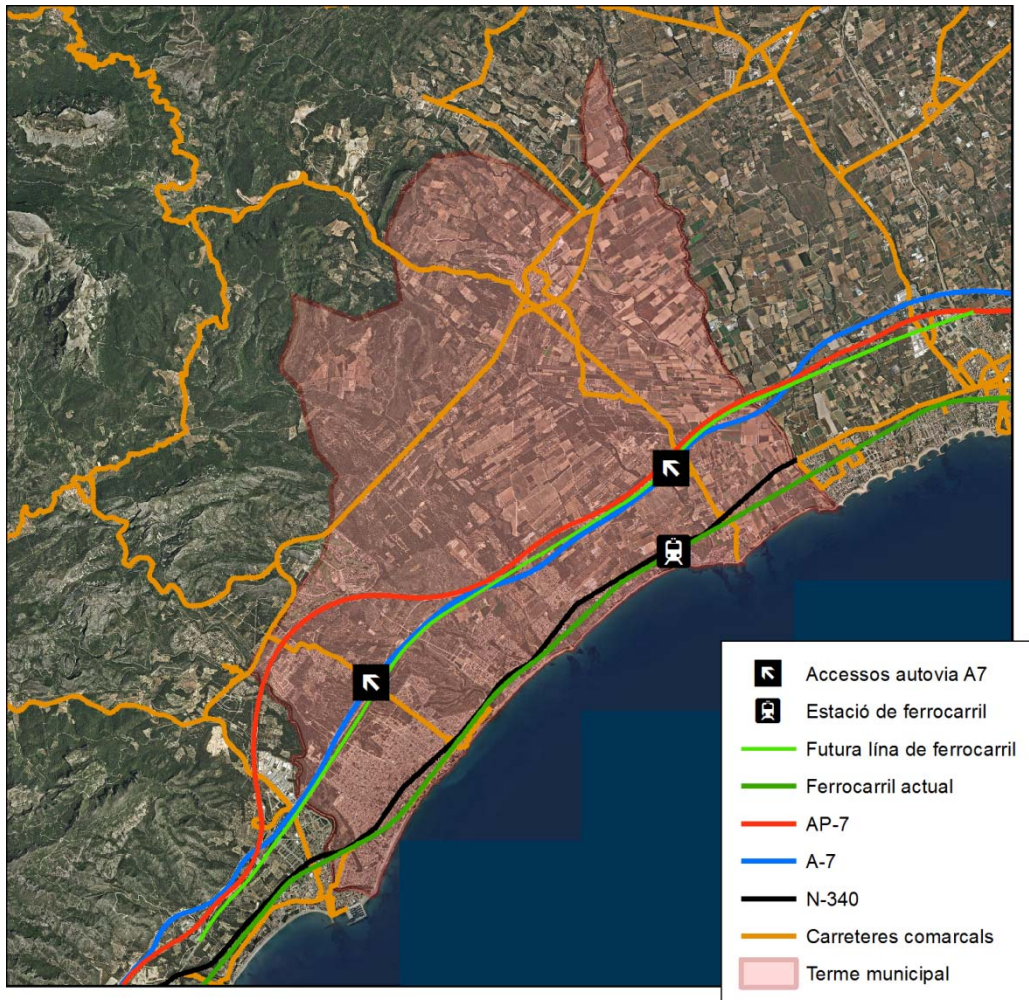 Accessos autovia A7
Estació de ferrocarril
Futura lína de ferrocarril
Ferrocarril actual
AP-7
A-7
N-340
Carreteres comarcals
Terme municipal